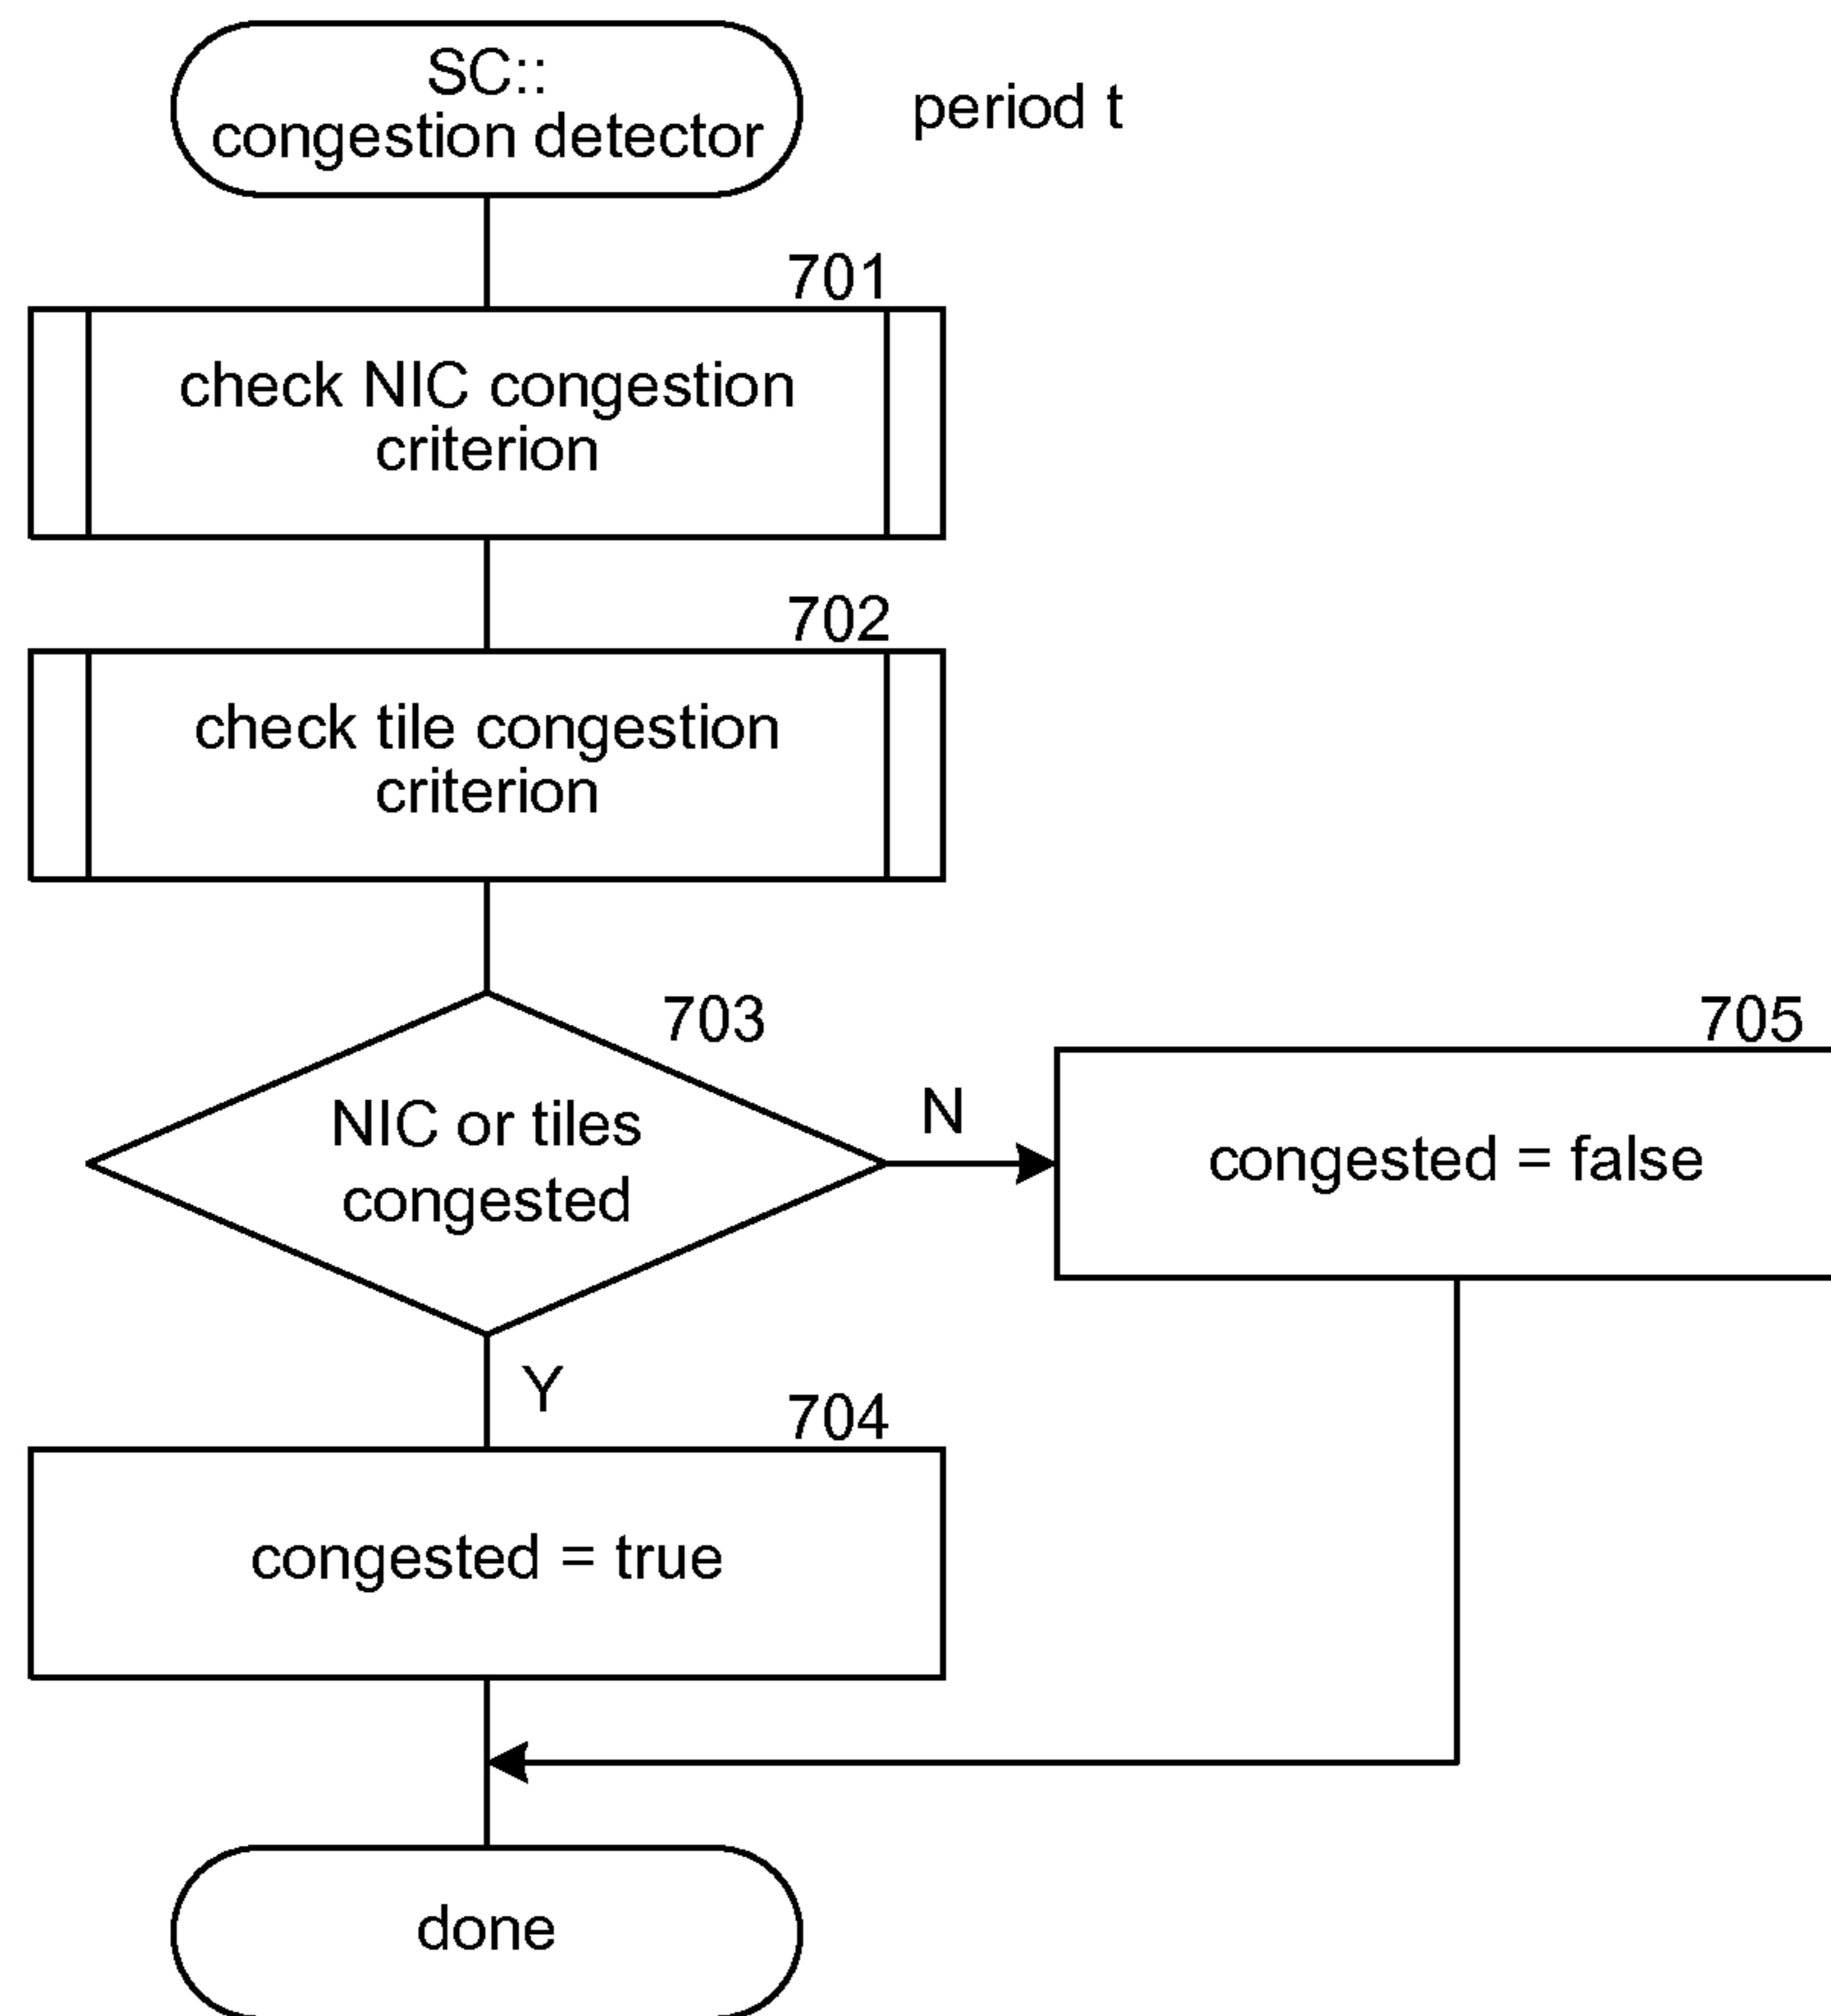 SC::
congestion detector
period t
701
check NIC congestion
criterion
702
check tile congestion
criterion
703
NIC or tiles
congested
N
705
congested = false
Y
704
congested = true
done